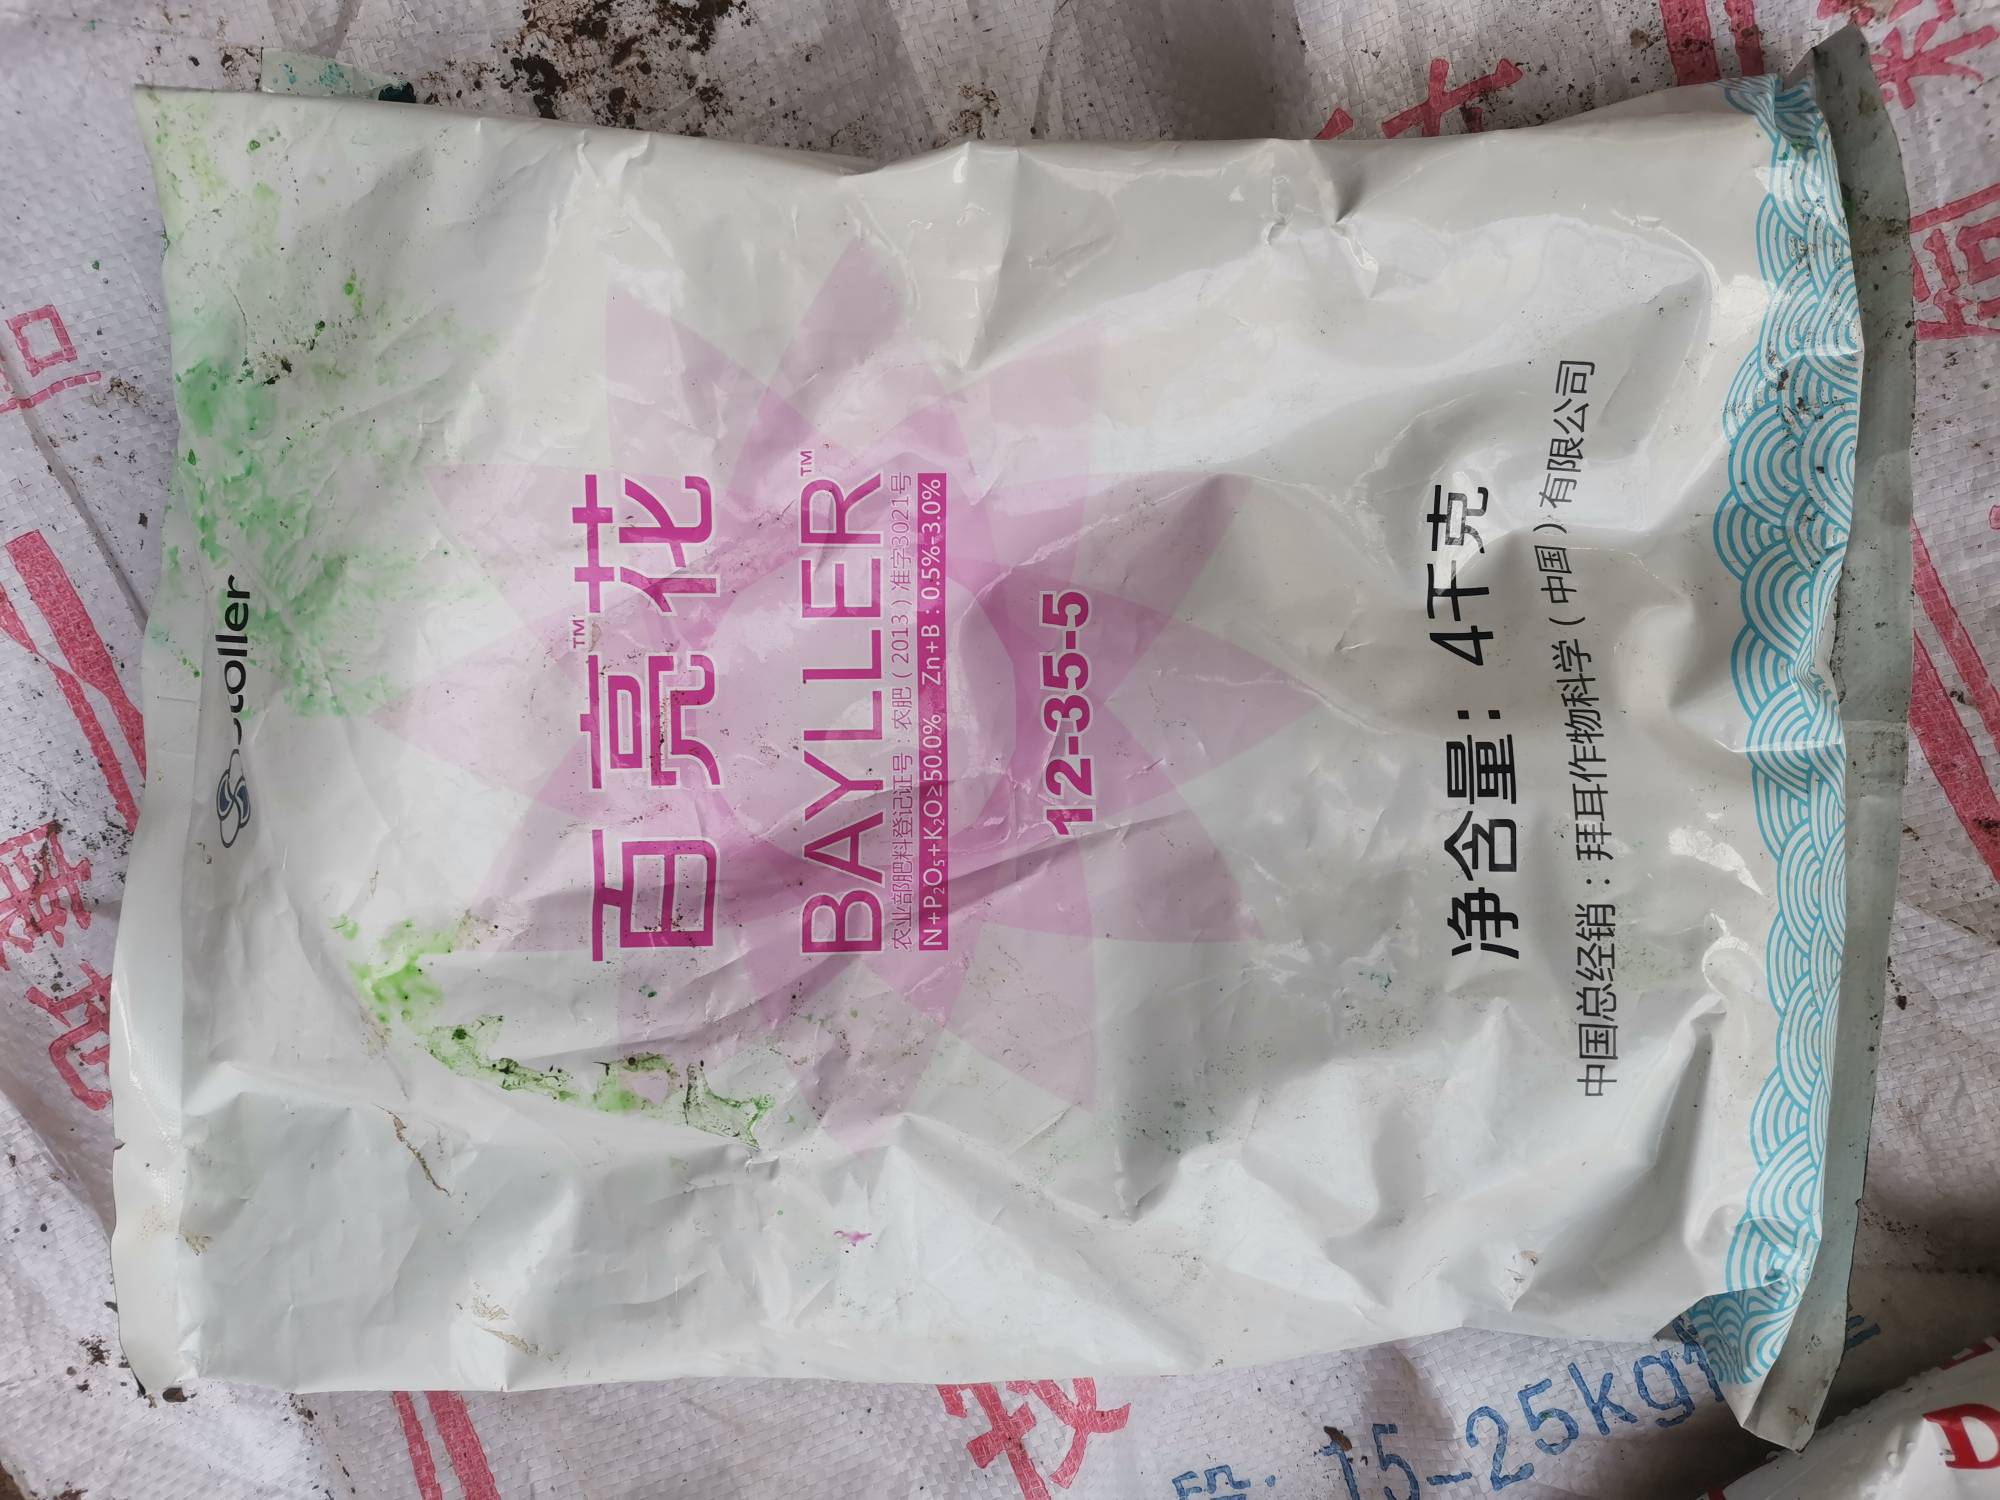 Stoller
百亮花™
BAYLLER™
农业部肥料登记证号：农肥（2013）准字3021号
N+P₂O₅+K₂O≥50.0% Zn+B：0.5%-3.0%
12-35-5
净含量：4千克
中国总经销：拜耳作物科学（中国）有限公司
15-25kg